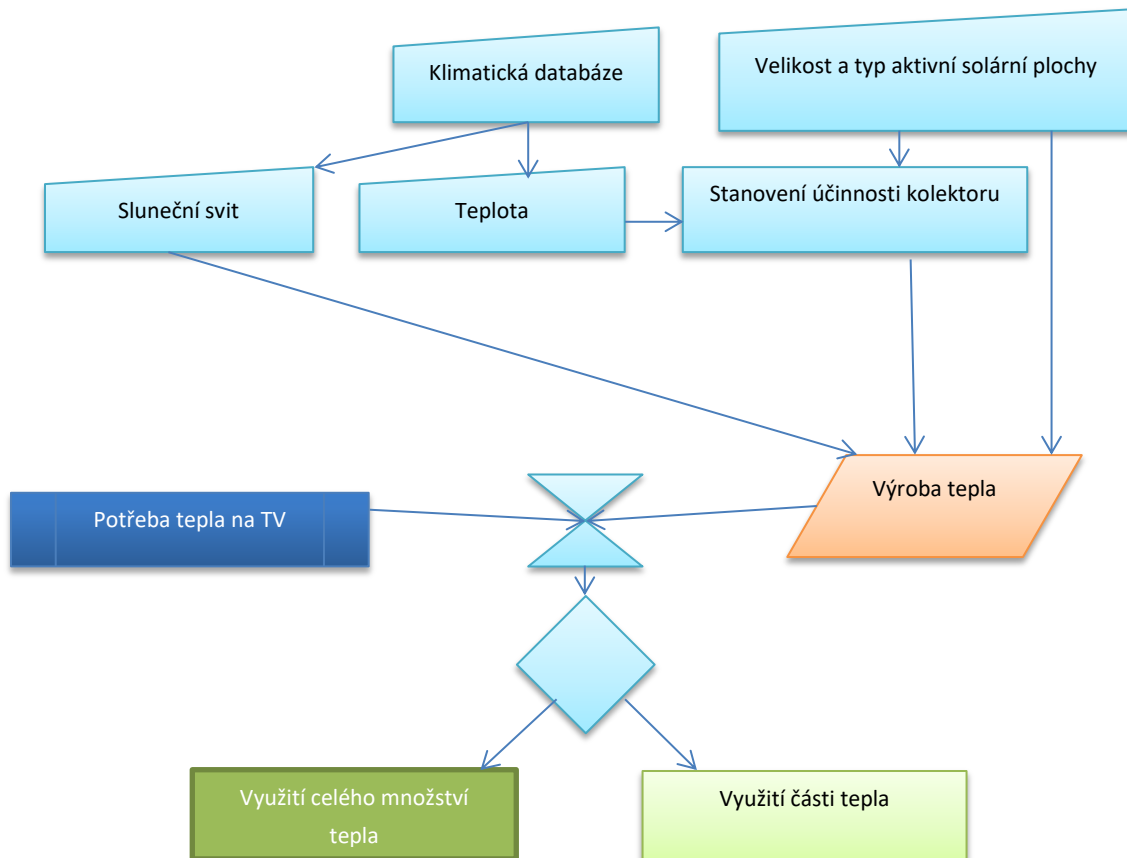 Klimatická databáze
Velikost a typ aktivní solární plochy
Sluneční svit
Teplota
Stanovení účinnosti kolektoru
Potřeba tepla na TV
Výroba tepla
Využití celého množství
tepla
Využití části tepla